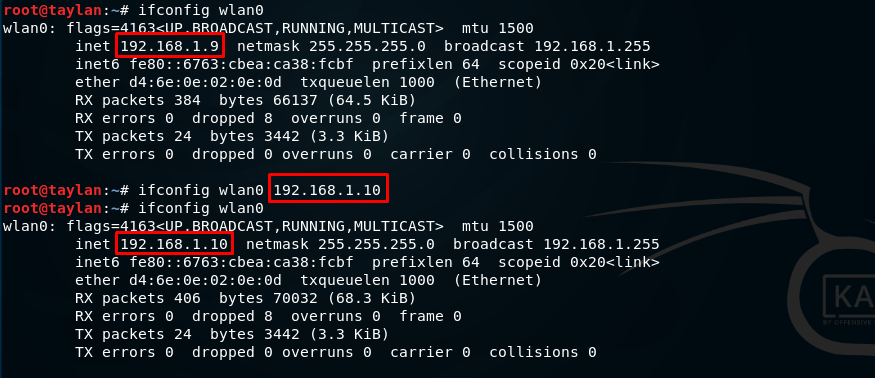 root@taylan:~# ifconfig wlan0
wlan0: flags=4163<UP,BROADCAST,RUNNING,MULTICAST>  mtu 1500
        inet 192.168.1.9  netmask 255.255.255.0  broadcast 192.168.1.255
        inet6 fe80::6763:cbea:ca38:fcbf  prefixlen 64  scopeid 0x20<link>
        ether d4:6e:0e:02:0e:0d  txqueuelen 1000  (Ethernet)
        RX packets 384  bytes 66137 (64.5 KiB)
        RX errors 0  dropped 8  overruns 0  frame 0
        TX packets 24  bytes 3442 (3.3 KiB)
        TX errors 0  dropped 0 overruns 0  carrier 0  collisions 0
root@taylan:~# ifconfig wlan0 192.168.1.10
root@taylan:~# ifconfig wlan0
wlan0: flags=4163<UP,BROADCAST,RUNNING,MULTICAST>  mtu 1500
        inet 192.168.1.10  netmask 255.255.255.0  broadcast 192.168.1.255
        inet6 fe80::6763:cbea:ca38:fcbf  prefixlen 64  scopeid 0x20<link>
        ether d4:6e:0e:02:0e:0d  txqueuelen 1000  (Ethernet)
        RX packets 406  bytes 70032 (68.3 KiB)
        RX errors 0  dropped 8  overruns 0  frame 0
        TX packets 24  bytes 3442 (3.3 KiB)
        TX errors 0  dropped 0 overruns 0  carrier 0  collisions 0
KA
BY OFFENSIVE